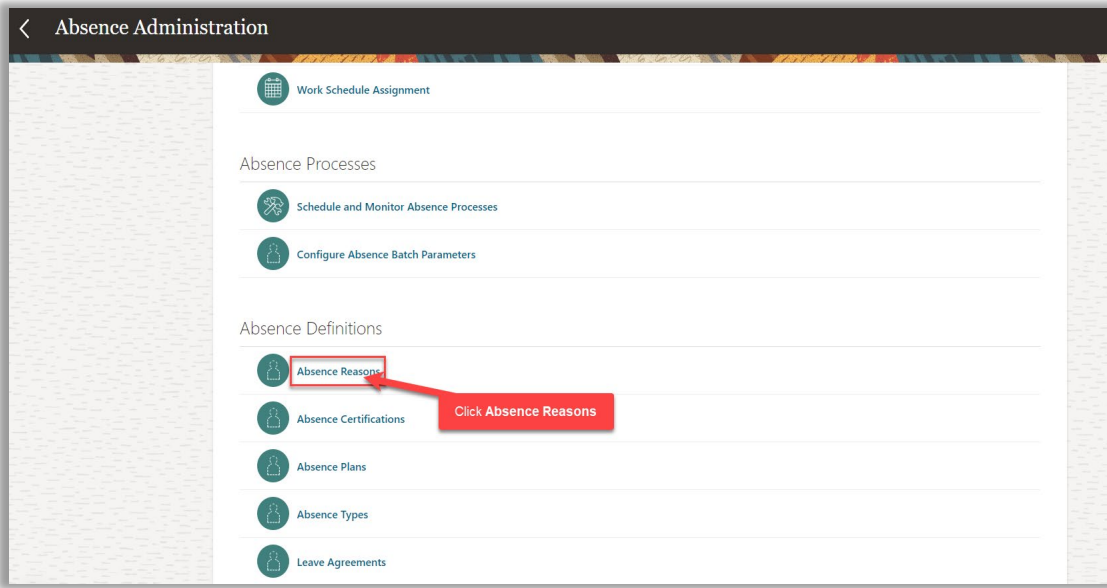 Absence Administration
Work Schedule Assignment
Absence Processes
Schedule and Monitor Absence Processes
Configure Absence Batch Parameters
Absence Definitions
Absence Reasons
Click Absence Reasons
Absence Certifications
Absence Plans
Absence Types
Leave Agreements